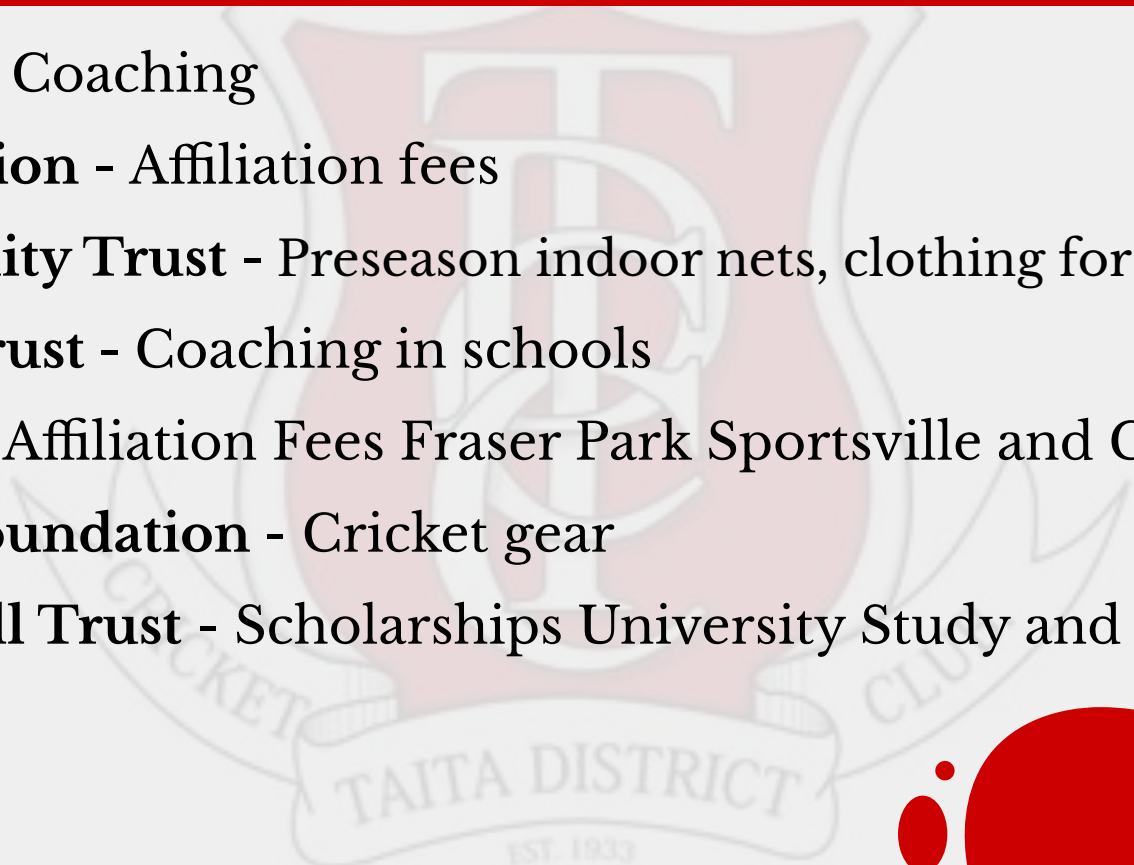 Coaching
ion - Affiliation fees
ity Trust - Preseason indoor nets, clothing for
rust - Coaching in schools
Affiliation Fees Fraser Park Sportsville and C
oundation - Cricket gear
ll Trust - Scholarships University Study and
CRICKET CLUB
TAITA DISTRICT
EST. 1933